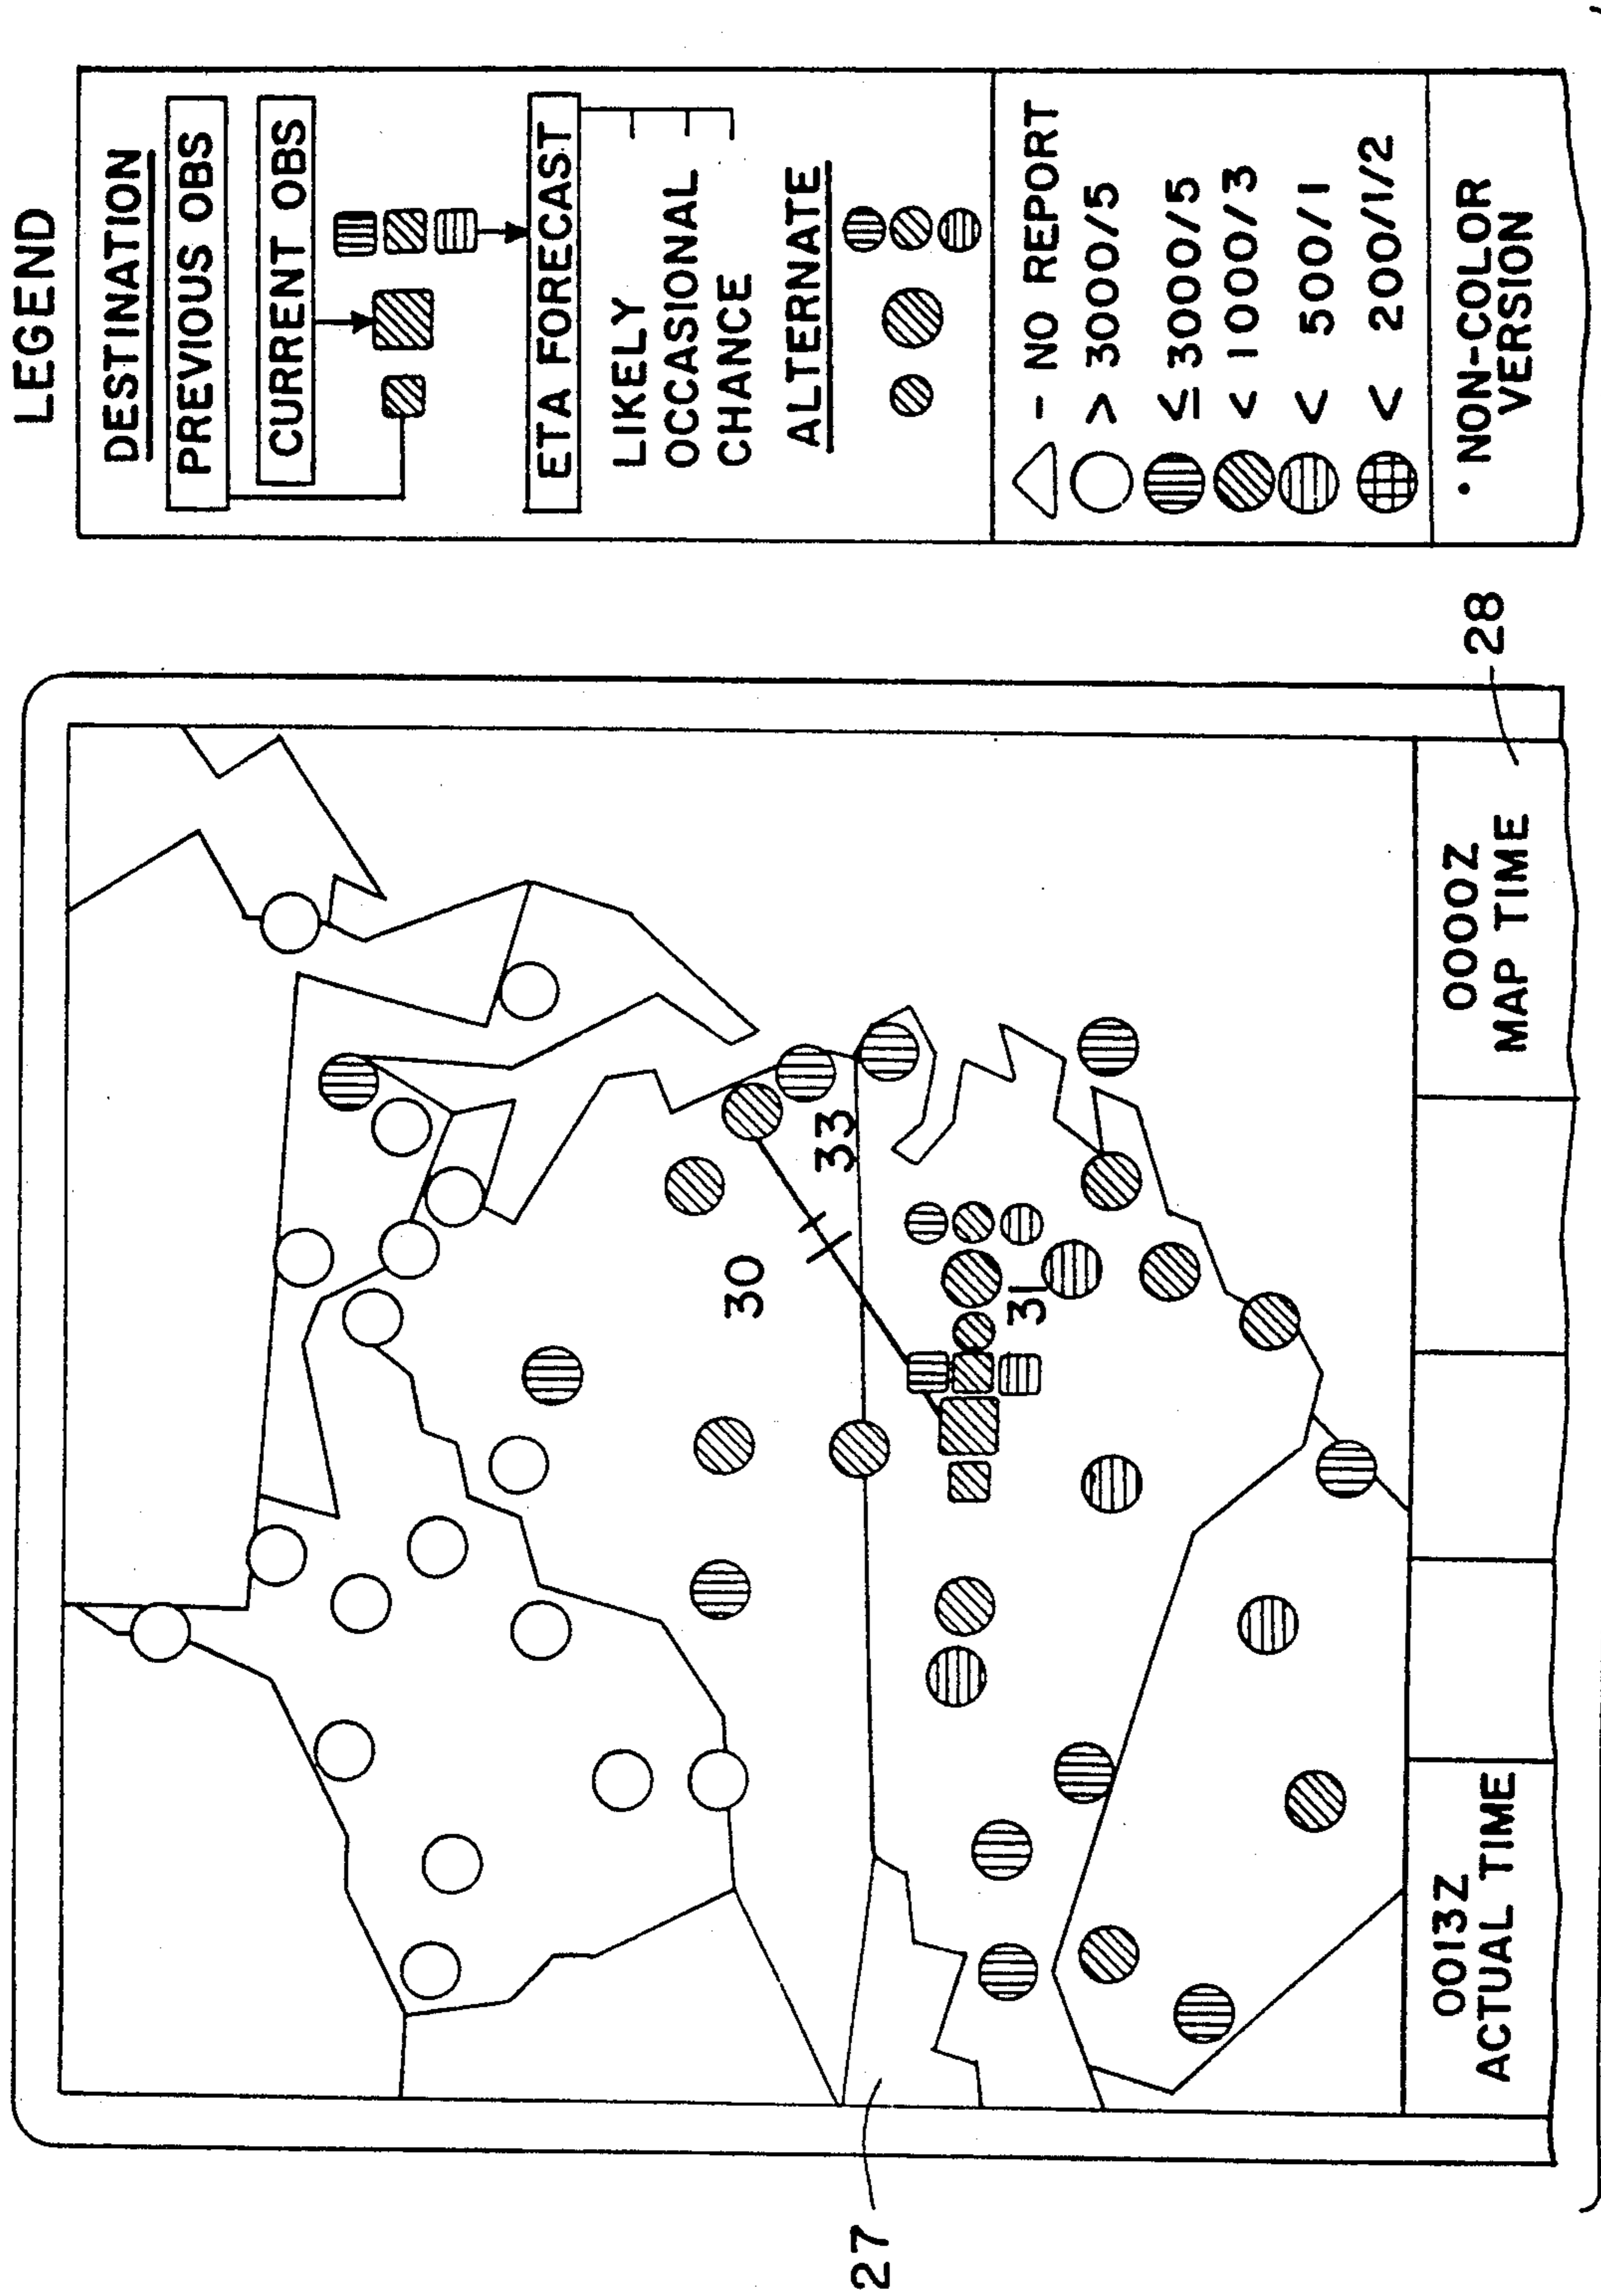 LEGEND
DESTINATION
PREVIOUS OBS
CURRENT OBS
ETA FORECAST
LIKELY
OCCASIONAL
CHANCE
ALTERNATE
- NO REPORT
> 3000/5
≤ 3000/5
< 1000/3
< 500/1
< 200/1/2
• NON-COLOR
VERSION
30
33
31
0013Z
ACTUAL TIME
0000Z
MAP TIME
27
28